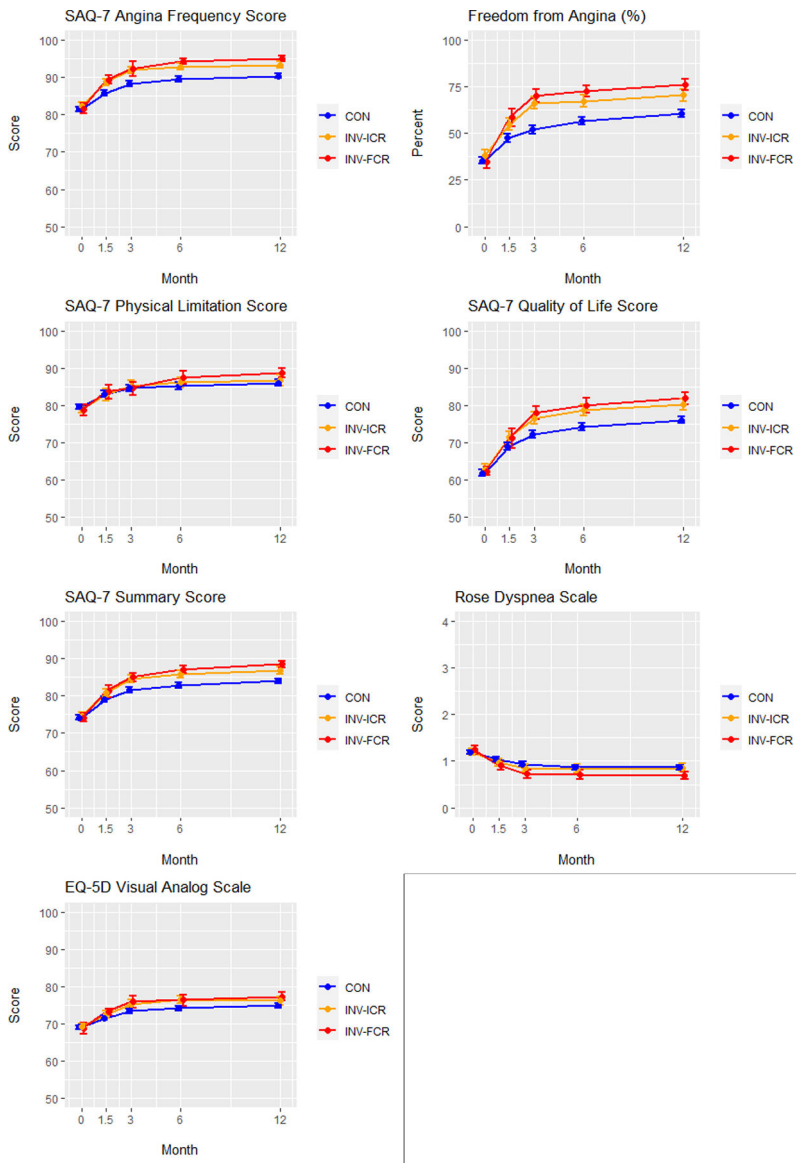 SAQ-7 Angina Frequency Score
100
90
80
70
60
50
Score
0 1.5 3 6 12
Month
CON
INV-ICR
INV-FCR
Freedom from Angina (%)
100
75
50
25
0
Percent
0 1.5 3 6 12
Month
CON
INV-ICR
INV-FCR
SAQ-7 Physical Limitation Score
100
90
80
70
60
50
Score
0 1.5 3 6 12
Month
CON
INV-ICR
INV-FCR
SAQ-7 Quality of Life Score
100
90
80
70
60
50
Score
0 1.5 3 6 12
Month
CON
INV-ICR
INV-FCR
SAQ-7 Summary Score
100
90
80
70
60
50
Score
0 1.5 3 6 12
Month
CON
INV-ICR
INV-FCR
Rose Dyspnea Scale
4
3
2
1
0
Score
0 1.5 3 6 12
Month
CON
INV-ICR
INV-FCR
EQ-5D Visual Analog Scale
100
90
80
70
60
50
Score
0 1.5 3 6 12
Month
CON
INV-ICR
INV-FCR